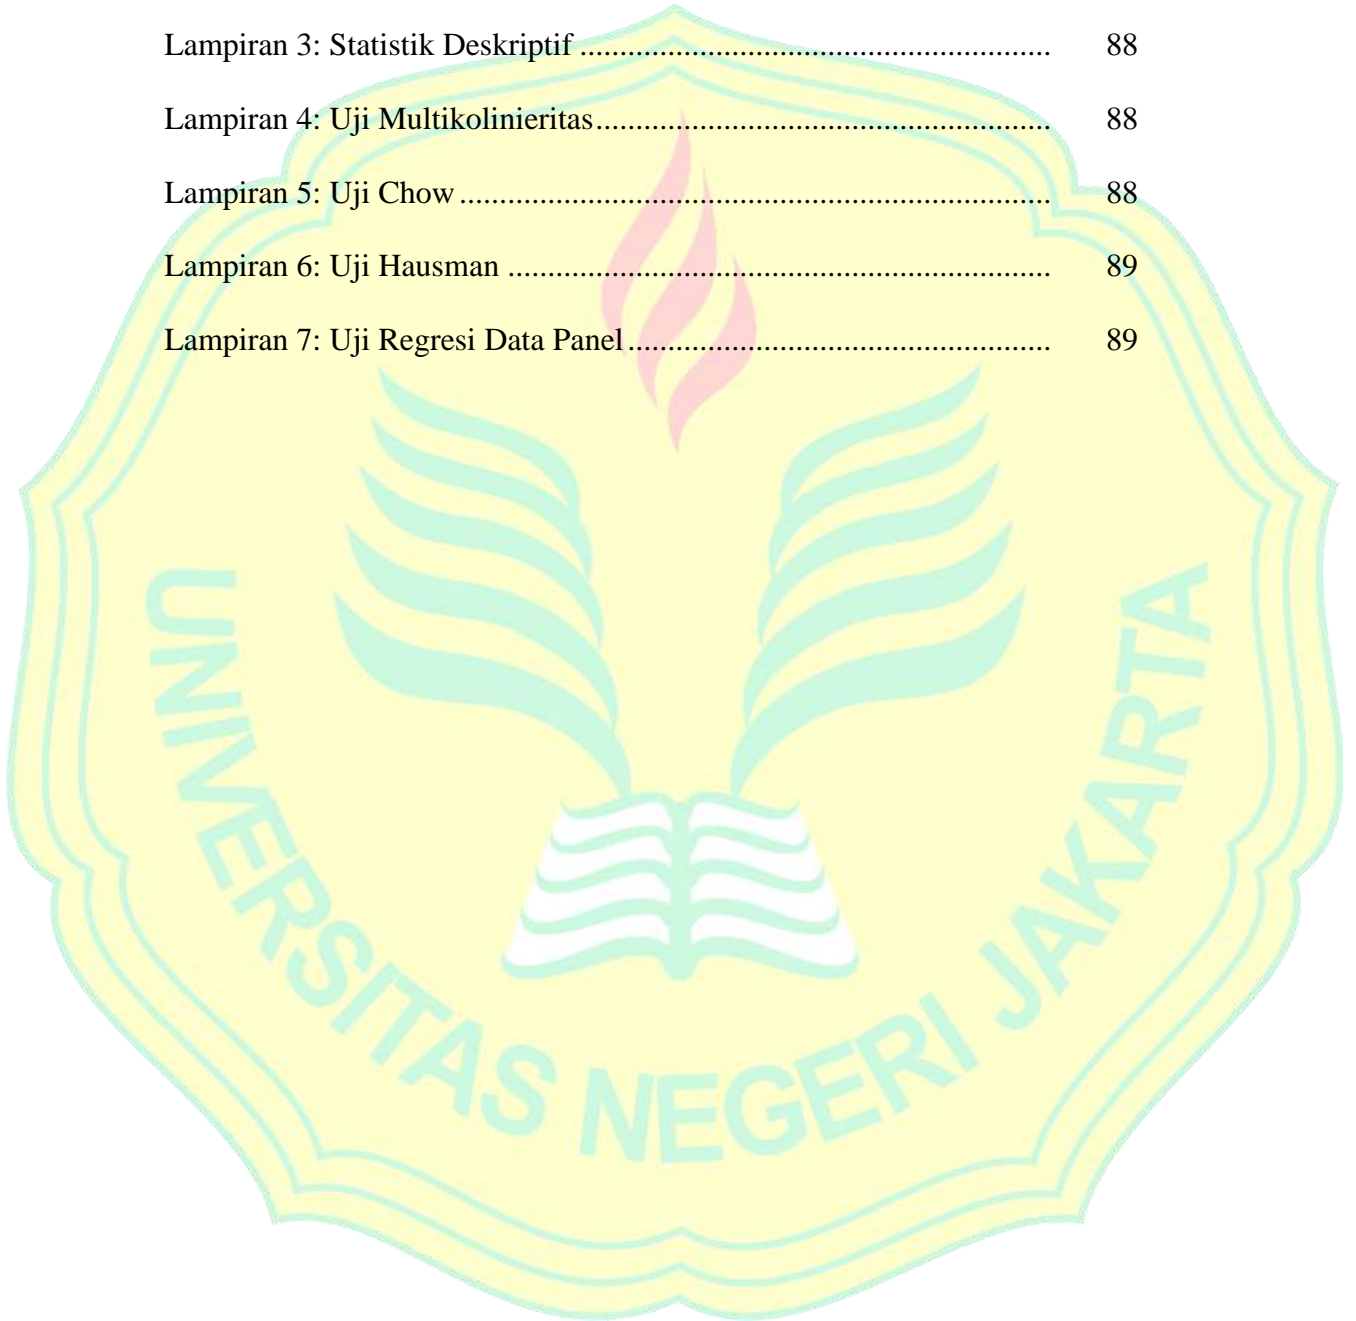 Lampiran 3: Statistik Deskriptif ............................................................ 88
Lampiran 4: Uji Multikolinieritas.......................................................... 88
Lampiran 5: Uji Chow ........................................................................... 88
Lampiran 6: Uji Hausman ..................................................................... 89
Lampiran 7: Uji Regresi Data Panel...................................................... 89
UNIVERSITAS NEGERI JAKARTA